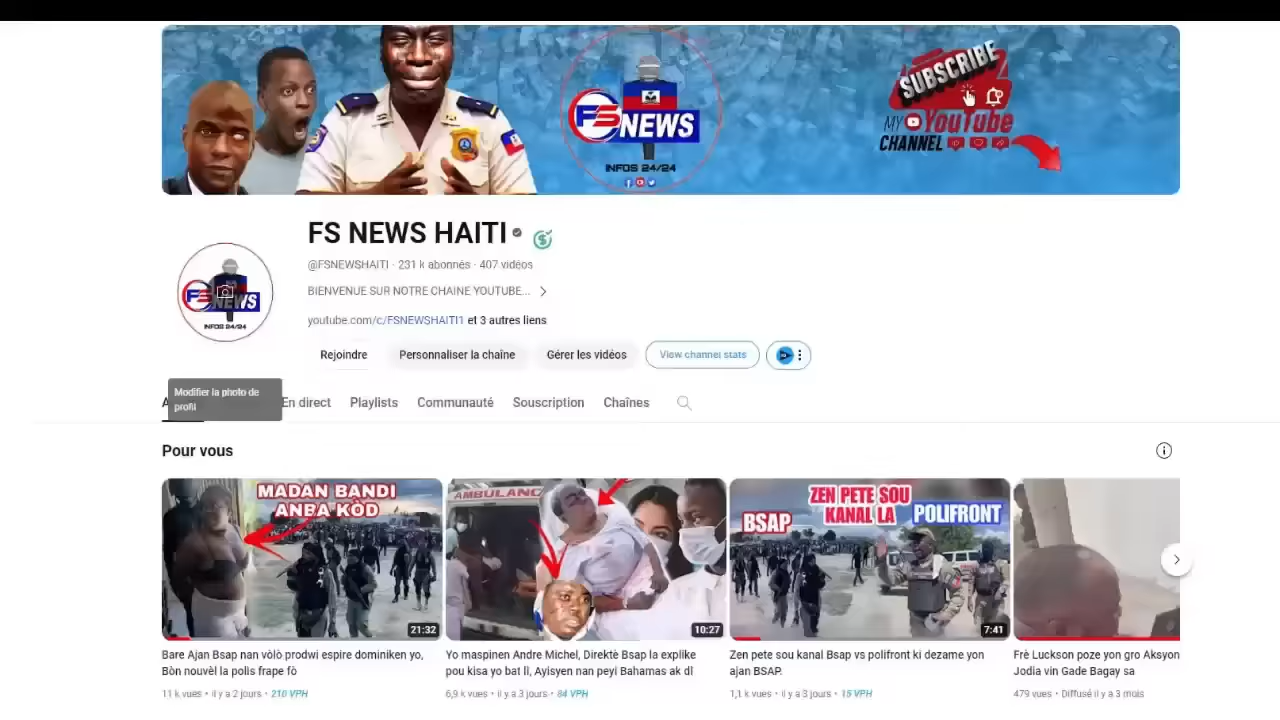 SUBSCRIBE
MY YouTube
CHANNEL
FS NEWS
INFOS 24/24
FS NEWS HAITI
@FSNEWSHAITI · 231 k abonnés · 407 vidéos
BIENVENUE SUR NOTRE CHAINE YOUTUBE...
youtube.com/c/FSNEWSHAITI1 et 3 autres liens
FS NEWS
INFOS 24/24
Rejoindre
Personnaliser la chaîne
Gérer les vidéos
View channel stats
Modifier la photo de
profil
A
En direct
Playlists
Communauté
Souscription
Chaînes
Pour vous
MADAN BANDI
ANBA KÒD
21:32
AMBULANC
10:27
ZEN PETE SOU
KANAL LA
BSAP
POLIFRONT
7:41
Bare Ajan Bsap nan vòlò prodwi espire dominiken yo,
Bòn nouvèl la polis frape fò
11 k vues • il y a 2 jours • 210 VPH
Yo maspinen Andre Michel, Direktè Bsap la eksplike
pou kisa yo bat li, Ayisyen nan peyi Bahamas ak dl
6,9 k vues • il y a 3 jours • 84 VPH
Zen pete sou kanal Bsap vs polifront ki dezame yon
ajan BSAP.
1,1 k vues • il y a 3 jours • 15 VPH
Frè Luckson poze yon gro Aksyon
Jodia vin Gade Bagay sa
479 vues • Diffusé il y a 3 mois